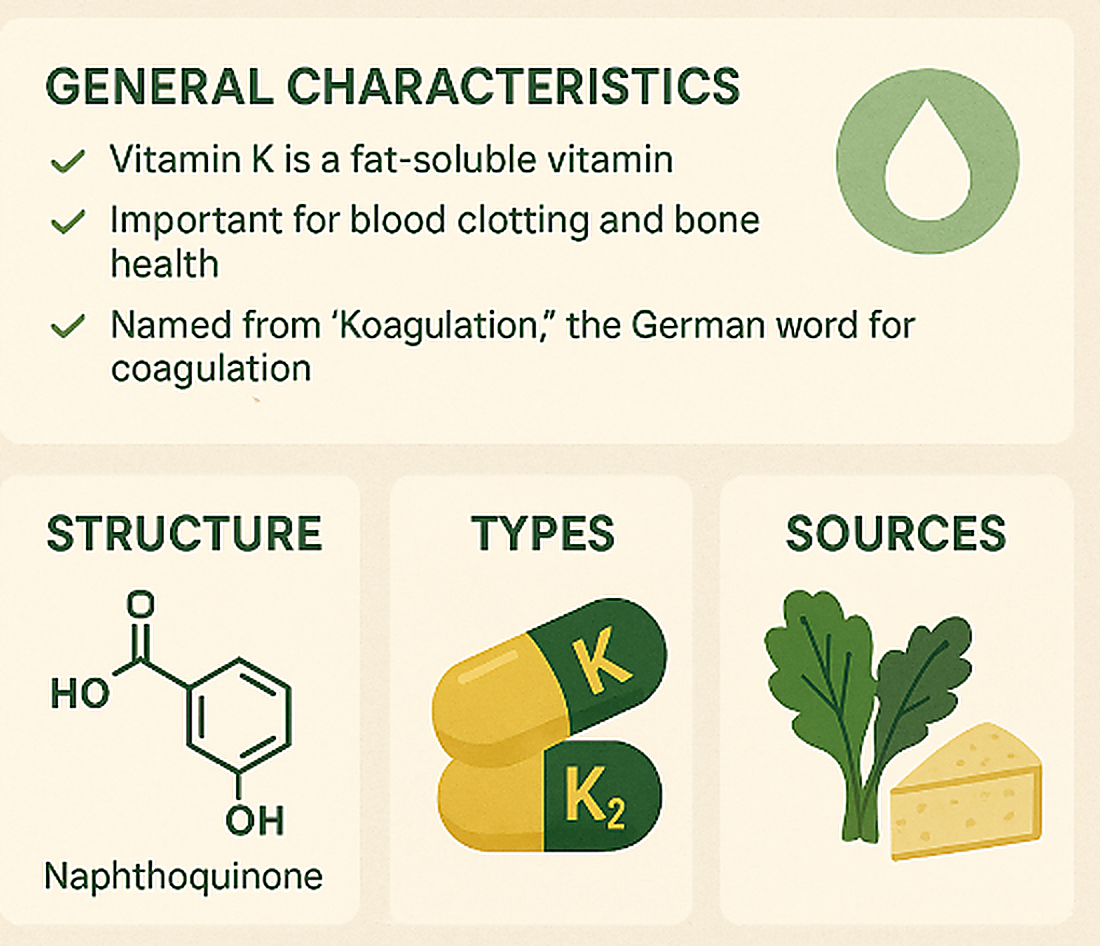 GENERAL CHARACTERISTICS
Vitamin K is a fat-soluble vitamin
Important for blood clotting and bone
health
Named from ‘Koagulation,” the German word for
coagulation
STRUCTURE
O
HO
OH
Naphthoquinone
TYPES
K
K₂
SOURCES